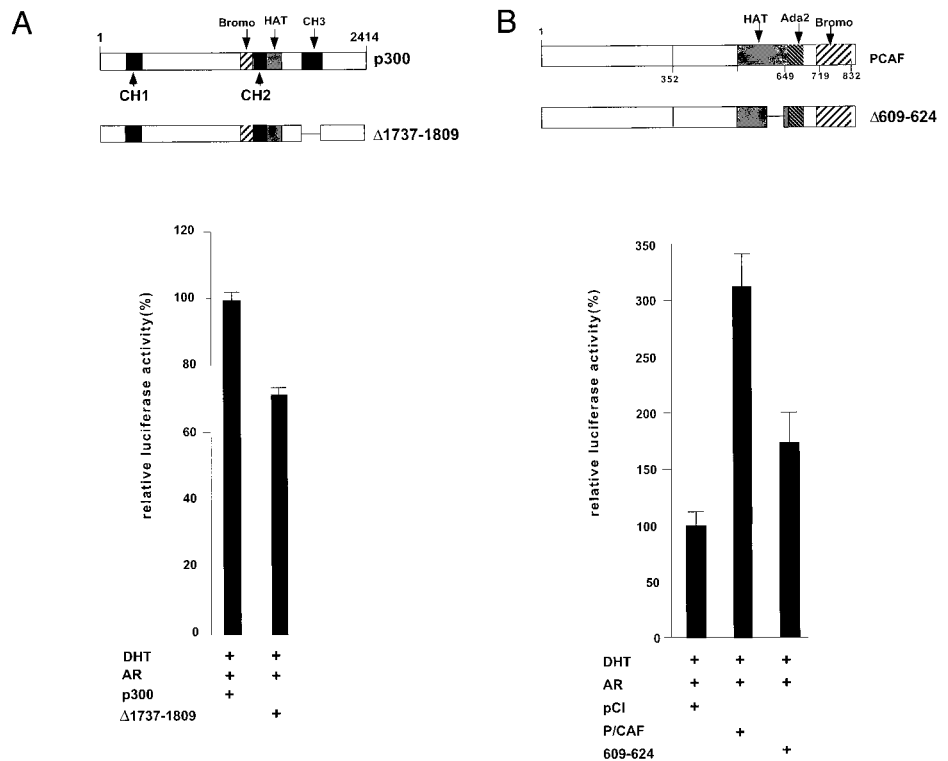 A
Bromo HAT CH3
1 2414
p300
CH1 CH2
Δ1737-1809
120
100
80
60
40
20
0
relative luciferase activity(%)
DHT + +
AR + +
p300 +
Δ1737-1809 +
B
HAT Ada2 Bromo
1
PCAF
352 649 719 832
Δ609-624
350
300
250
200
150
100
50
0
relative luciferase activity(%)
DHT + + +
AR + + +
pCI +
P/CAF +
609-624 +